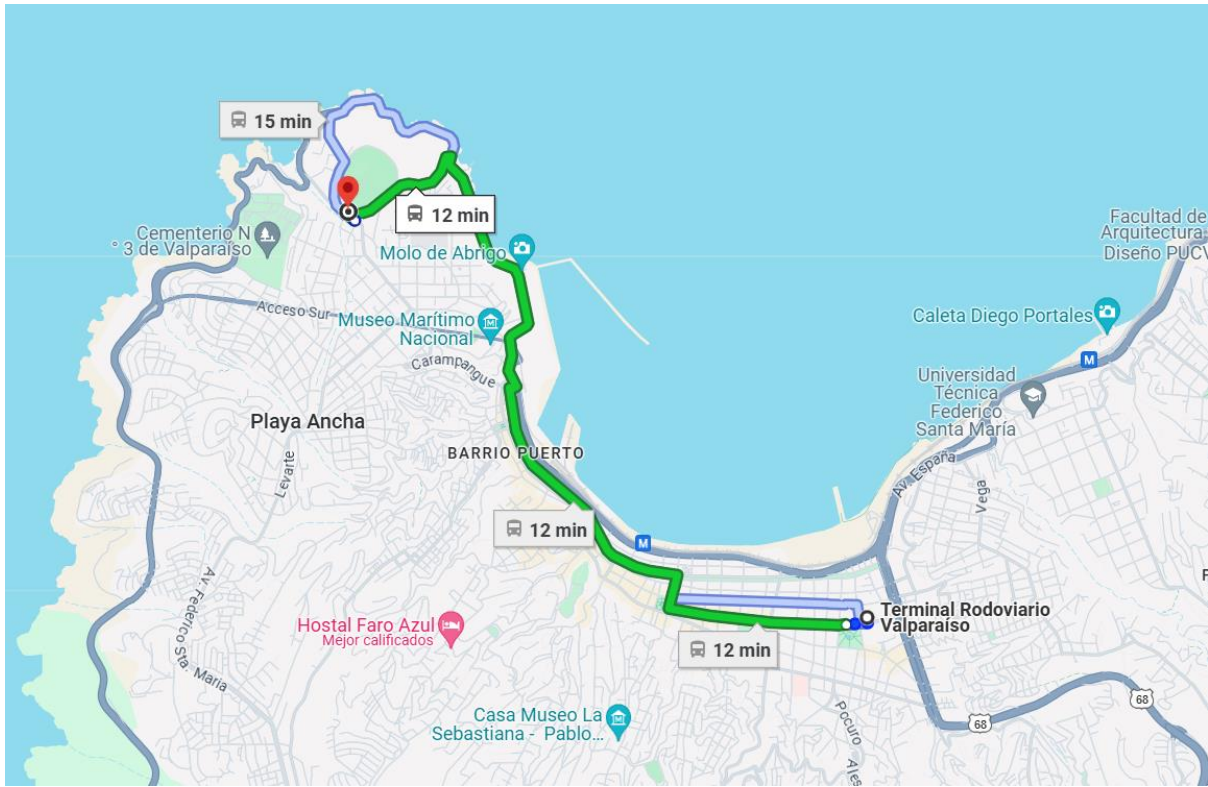 15 min
12 min
Cementerio N
° 3 de Valparaíso
Molo de Abrigo
Facultad de
Arquitectura
Diseño PUCV
Acceso Sur
Museo Marítimo
Nacional
Caleta Diego Portales
M
Carampangue
Universidad
Técnica
Federico
Santa María
Playa Ancha
BARRIO PUERTO
Levarte
Av. España
Vega
12 min
M
Av. Federico Sta. Maria
Terminal Rodoviario
Valparaíso
Hostal Faro Azul
Mejor calificados
12 min
Casa Museo La
Sebastiana - Pablo...
Pocuro
Ales
68
68